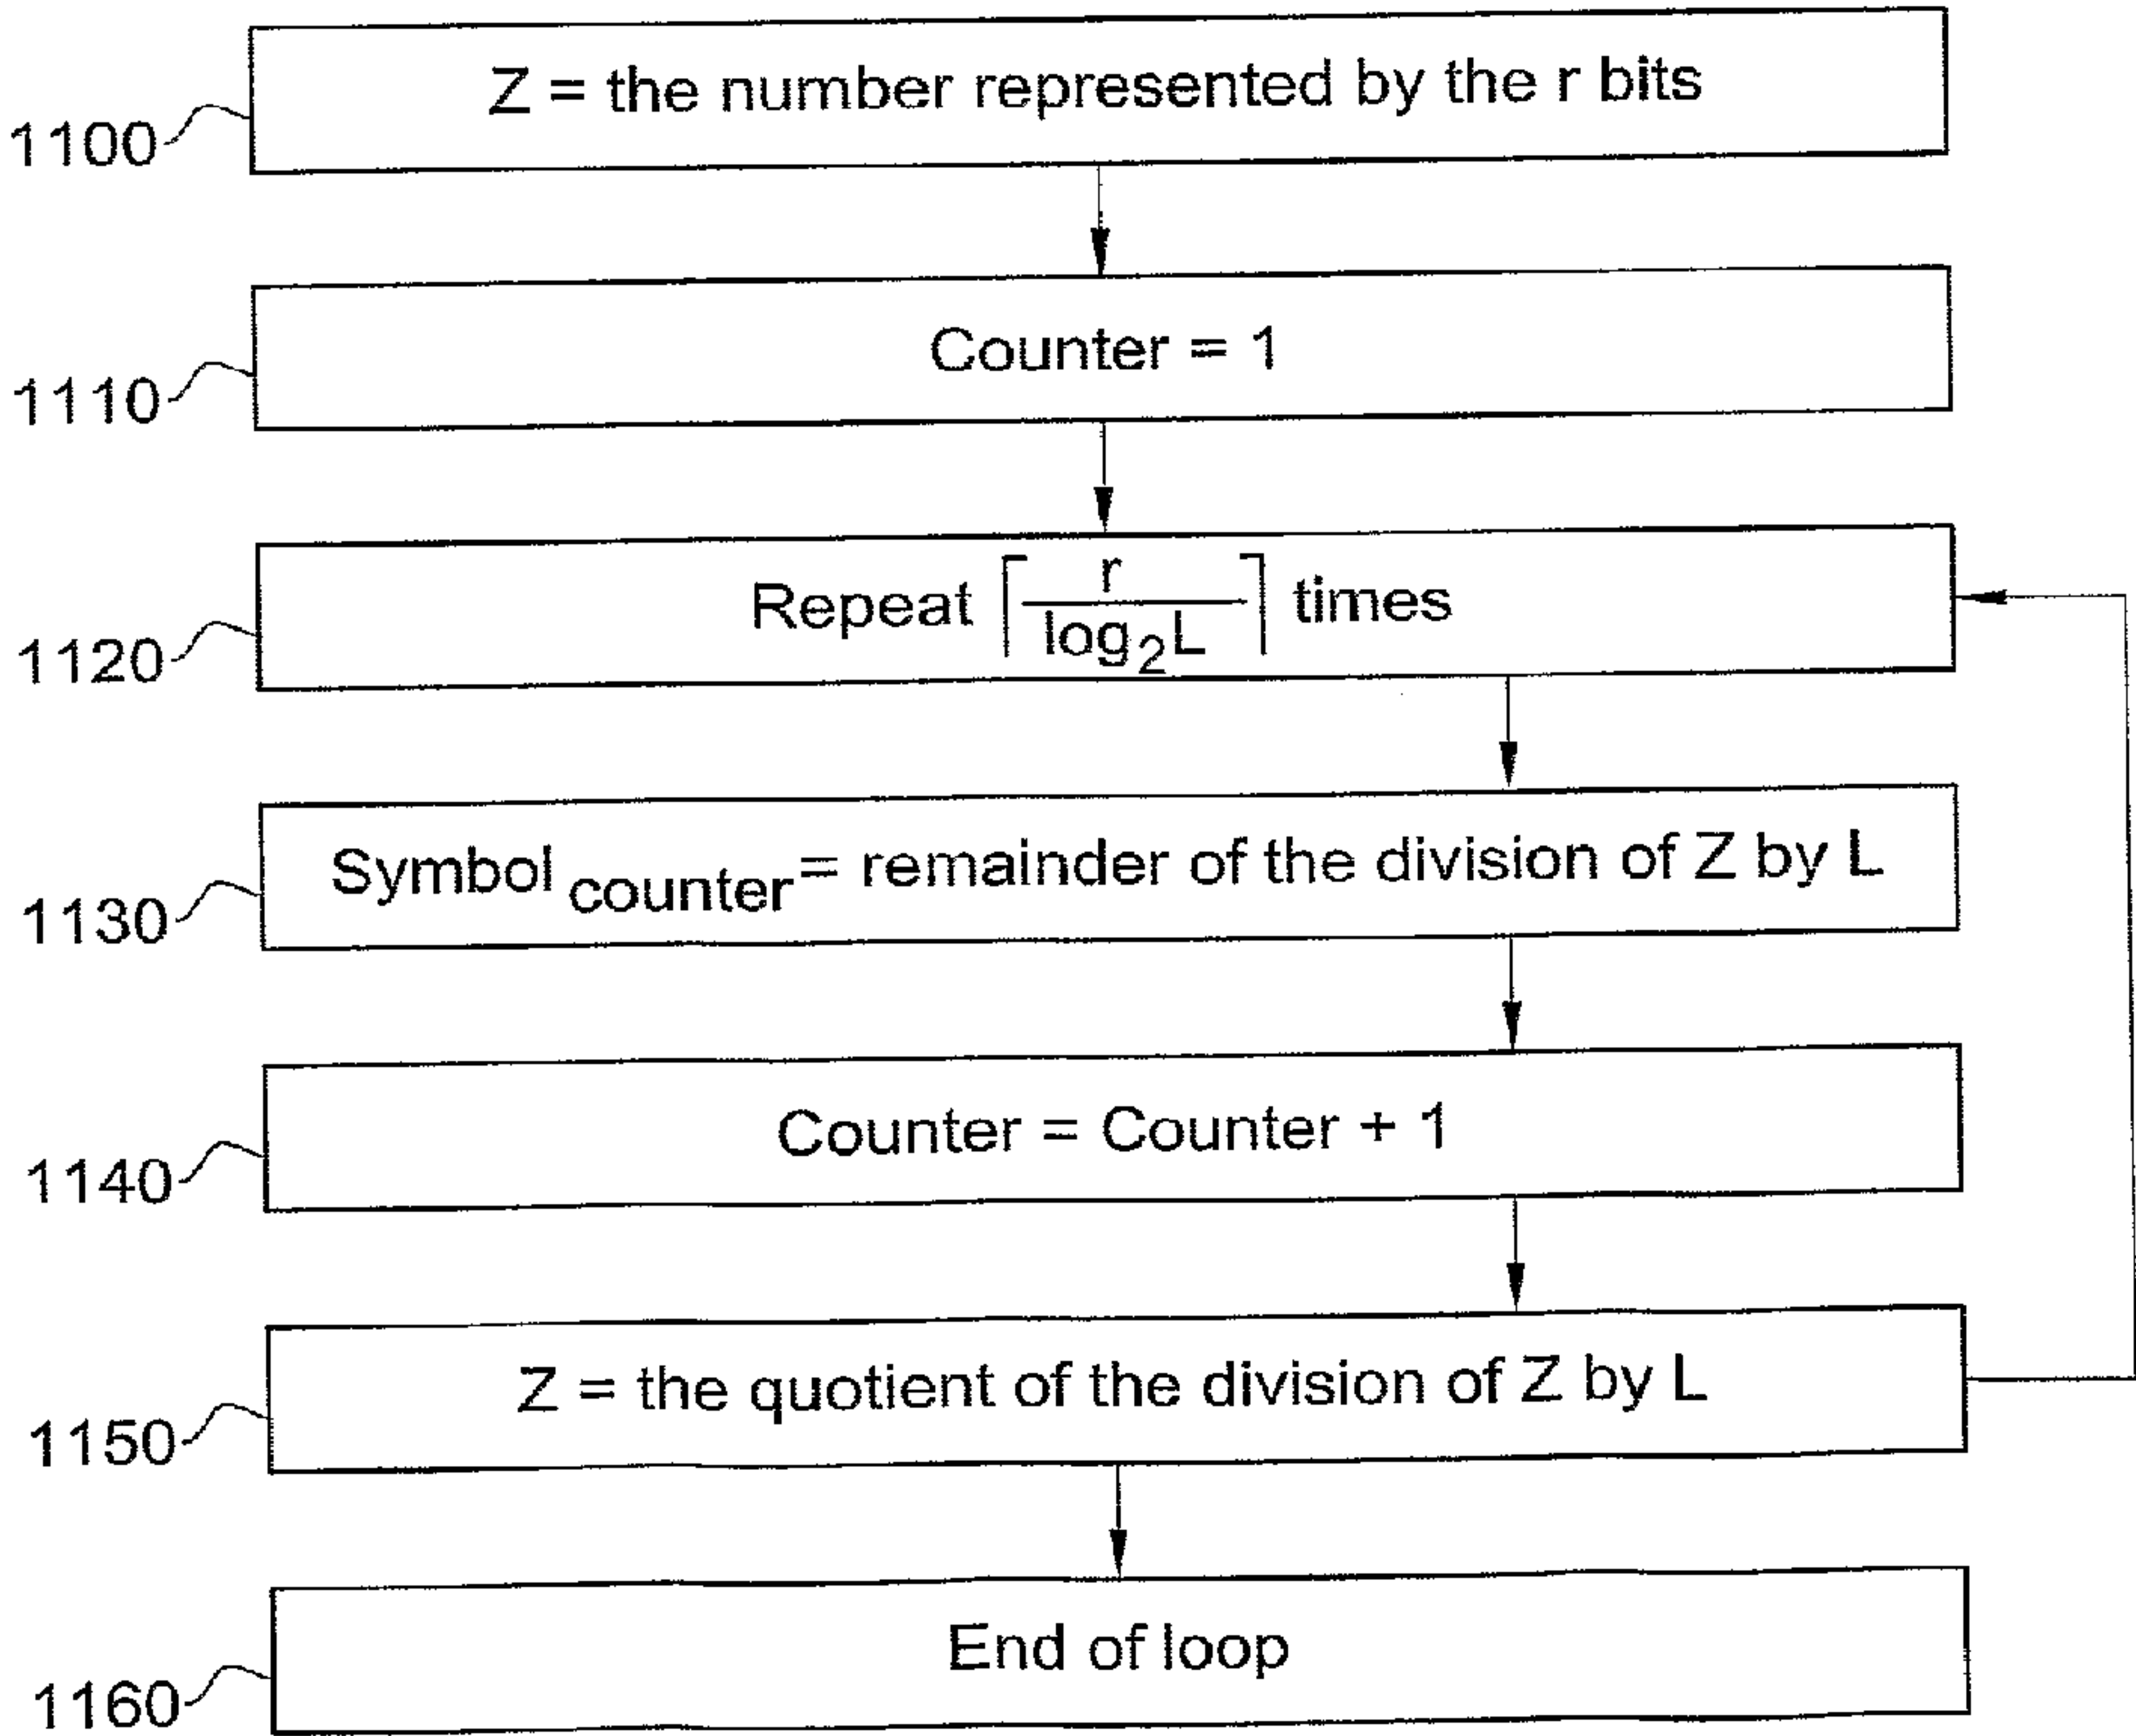 Z = the number represented by the r bits
1100
Counter = 1
1110
Repeat ⌈r / log₂L⌉ times
1120
Symbol counter = remainder of the division of Z by L
1130
Counter = Counter + 1
1140
Z = the quotient of the division of Z by L
1150
End of loop
1160